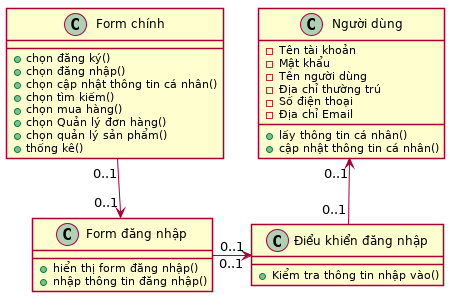 C Form chính
chọn đăng ký()
chọn đăng nhập()
chọn cập nhật thông tin cá nhân()
chọn tìm kiếm()
chọn mua hàng()
chọn Quản lý đơn hàng()
chọn quản lý sản phẩm()
thống kê()
C Người dùng
Tên tài khoản
Mật khẩu
Tên người dùng
Địa chỉ thường trú
Số điện thoại
Địa chỉ Email
lấy thông tin cá nhân()
cập nhật thông tin cá nhân()
0..1
0..1
0..1
0..1
C Form đăng nhập
hiển thị form đăng nhập()
nhập thông tin đăng nhập()
0..1
0..1
C Điều khiển đăng nhập
Kiểm tra thông tin nhập vào()